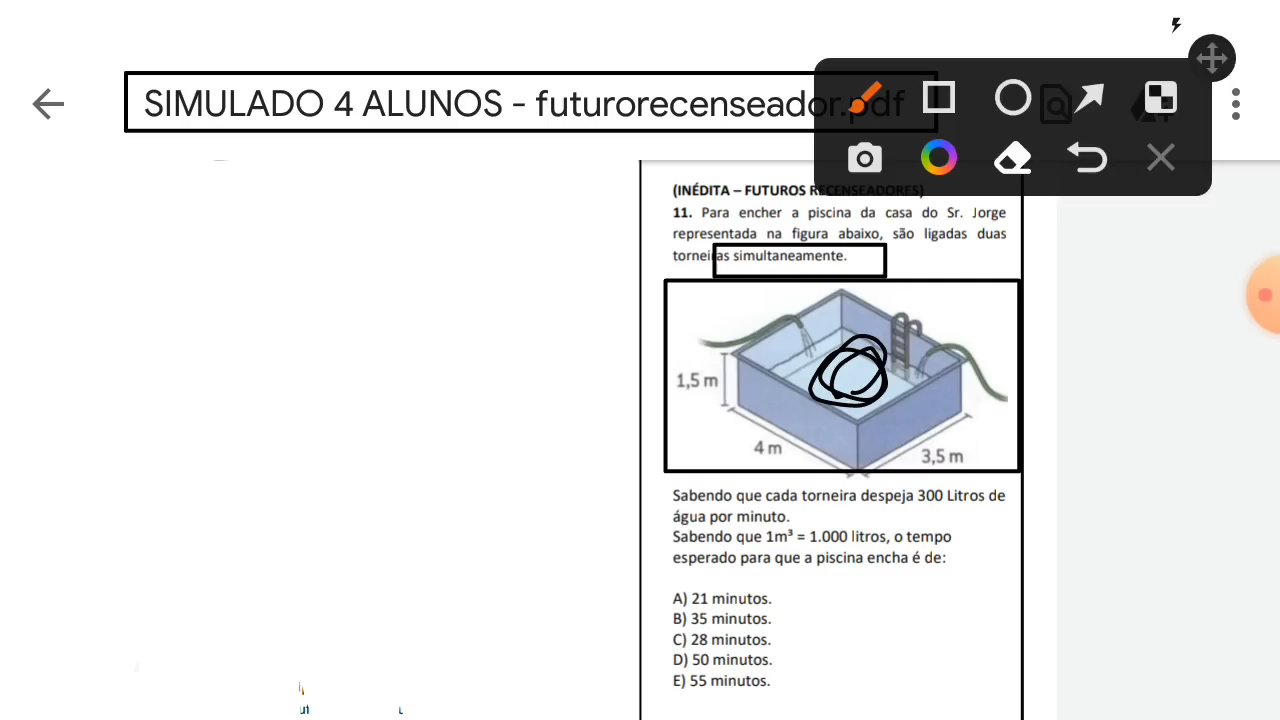 SIMULADO 4 ALUNOS - futurorecenseador.pdf
(INÉDITA – FUTUROS RECENSEADORES)
11. Para encher a piscina da casa do Sr. Jorge
representada na figura abaixo, são ligadas duas
torneiras simultaneamente.
1,5 m
4 m
3,5 m
Sabendo que cada torneira despeja 300 Litros de
água por minuto.
Sabendo que 1m³ = 1.000 litros, o tempo
esperado para que a piscina encha é de:
A) 21 minutos.
B) 35 minutos.
C) 28 minutos.
D) 50 minutos.
E) 55 minutos.